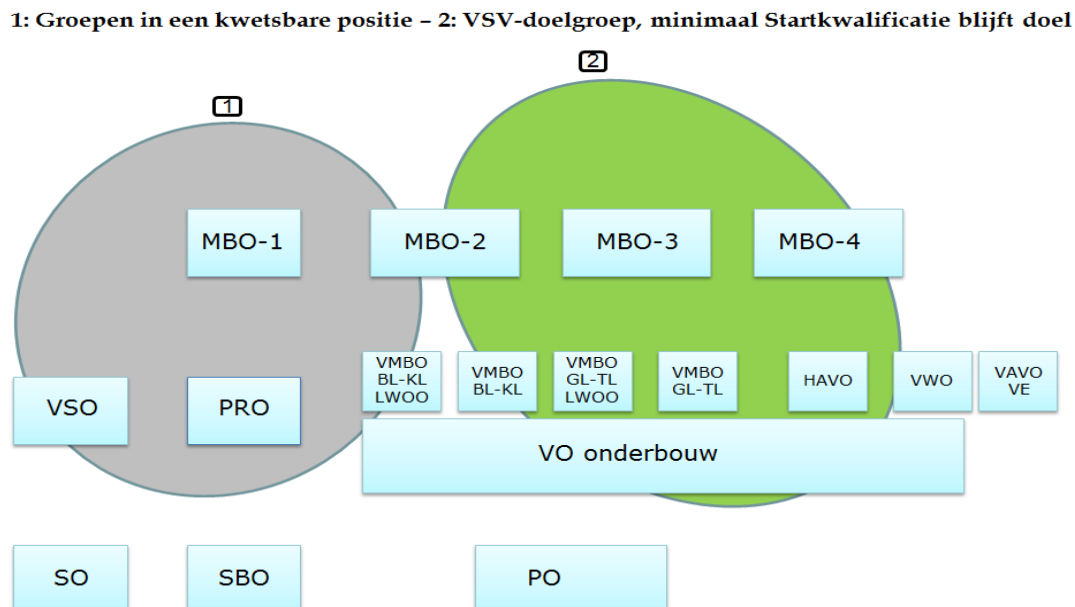 1: Groepen in een kwetsbare positie – 2: VSV-doelgroep, minimaal Startkwalificatie blijft doel
2
1
MBO-1
MBO-2
MBO-3
MBO-4
VSO
PRO
VMBO
BL-KL
LWOO
VMBO
BL-KL
VMBO
GL-TL
LWOO
VMBO
GL-TL
HAVO
VWO
VAVO
VE
VO onderbouw
SO
SBO
PO